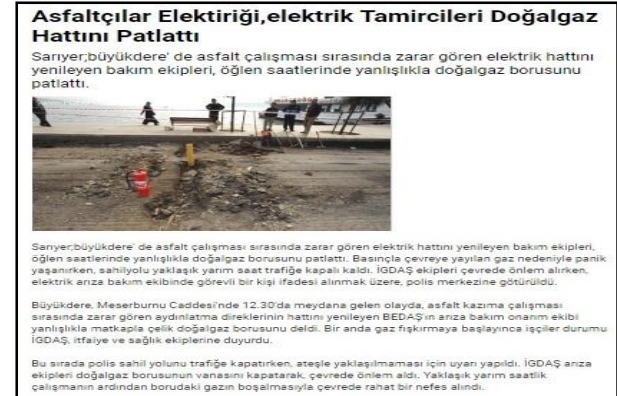 Asfaltçılar Elektiriği,elektrik Tamircileri Doğalgaz
Hattını Patlattı
Sarıyer;büyükdere' de asfalt çalışması sırasında zarar gören elektrik hattını
yenileyen bakım ekipleri, öğlen saatlerinde yanlışlıkla doğalgaz borusunu
patlattı.
Sarıyer;büyükdere' de asfalt çalışması sırasında zarar gören elektrik hattını yenileyen bakım ekipleri,
öğlen saatlerinde yanlışlıkla doğalgaz borusunu patlattı. Basınçla çevreye yayılan gaz nedeniyle panik
yaşanırken, sahilyolu yaklaşık yarım saat trafiğe kapalı kaldı. İGDAŞ ekipleri çevrede önlem alırken,
elektrik arıza bakım ekibinde görevli bir kişi ifadesi alınmak üzere, polis merkezine götürüldü.
Büyükdere, Meserburnu Caddesi'nde 12.30'da meydana gelen olayda, asfalt kazıma çalışması
sırasında zarar gören aydınlatma direklerinin hattını yenileyen BEDAŞ'ın arıza bakım onarım ekibi
yanlışlıkla matkapla çelik doğalgaz borusunu deldi. Bir anda gaz fışkırmaya başlayınca işçiler durumu
İGDAŞ, itfaiye ve sağlık ekiplerine duyurdu.
Bu sırada polis sahil yolunu trafiğe kapatırken, ateşle yaklaşılmaması için uyarı yapıldı. İGDAŞ arıza
ekipleri doğalgaz borusunun vanasını kapatarak, çevrede önlem aldı. Yaklaşık yarım saatlik
çalışmanın ardından borudaki gazın boşalmasıyla çevrede rahat bir nefes alındı.